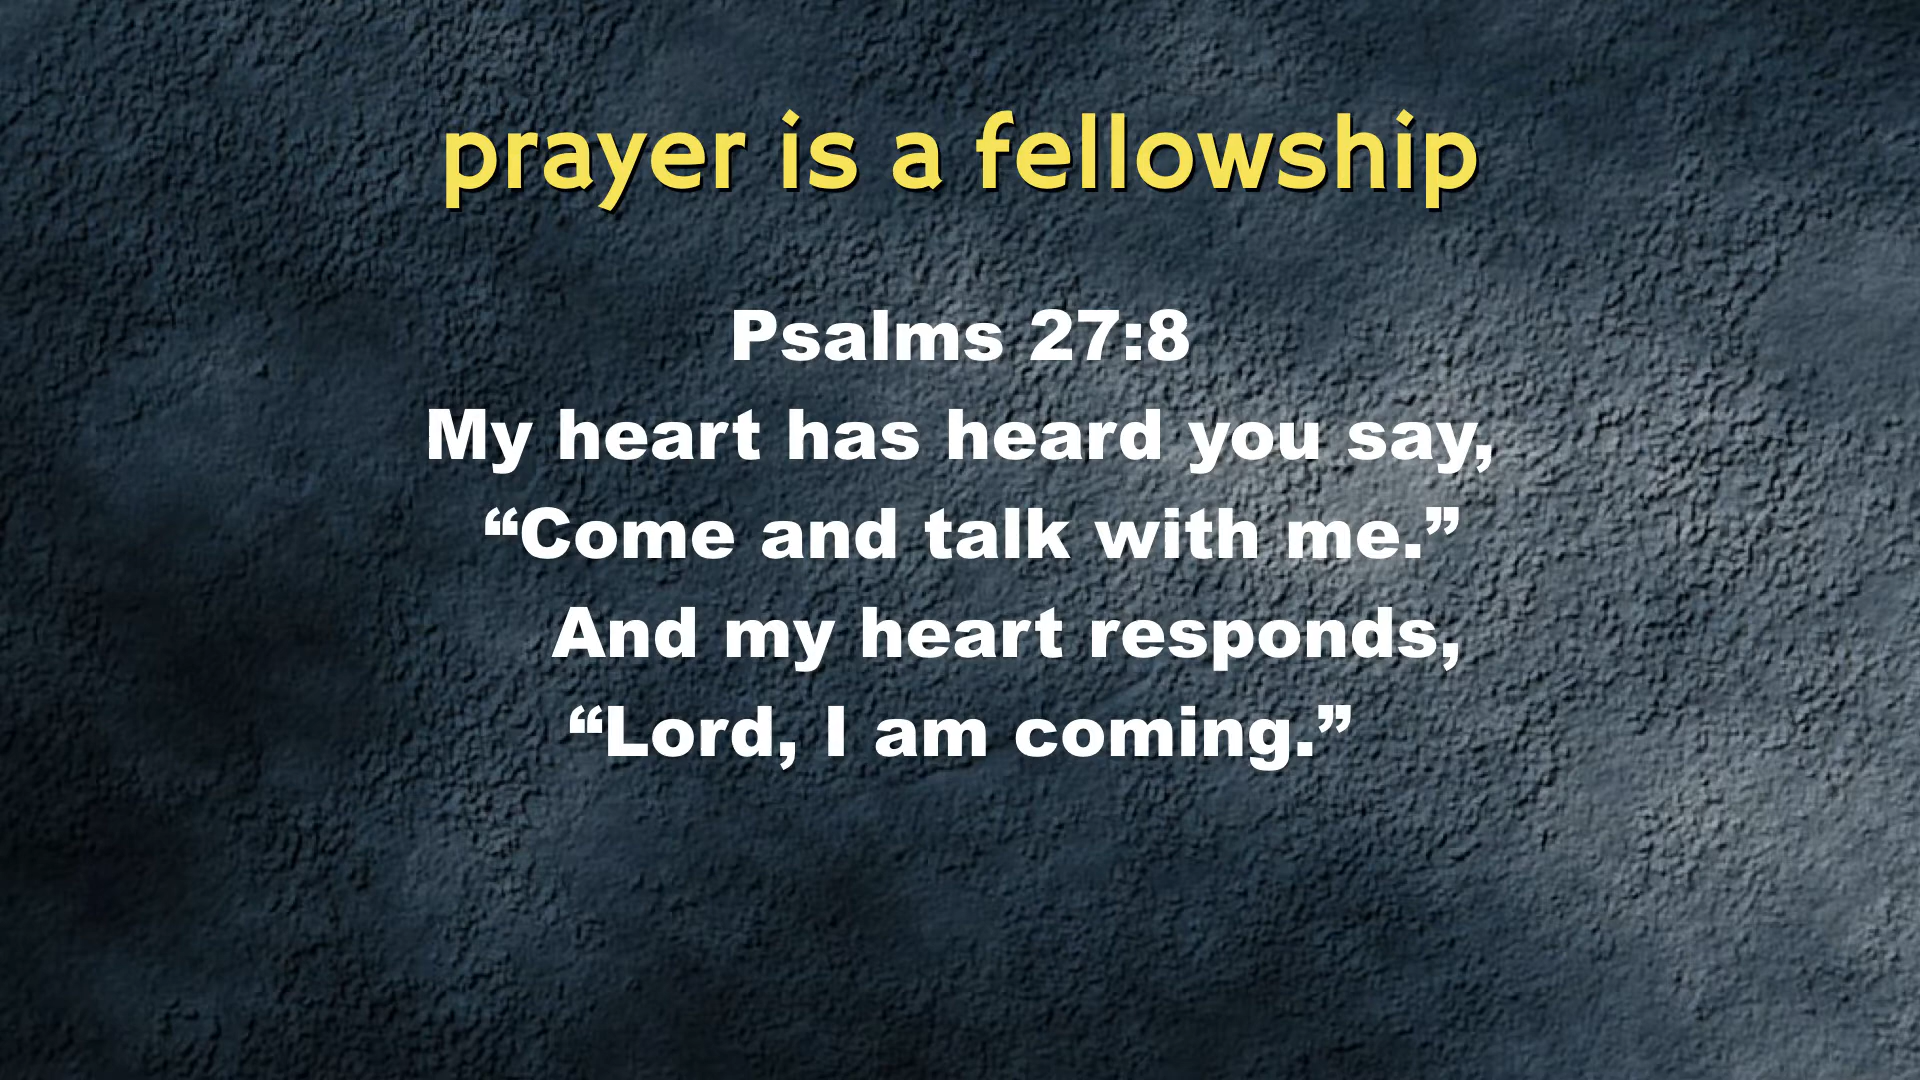 prayer is a fellowship
Psalms 27:8
My heart has heard you say,
“Come and talk with me.”
And my heart responds,
“Lord, I am coming.”